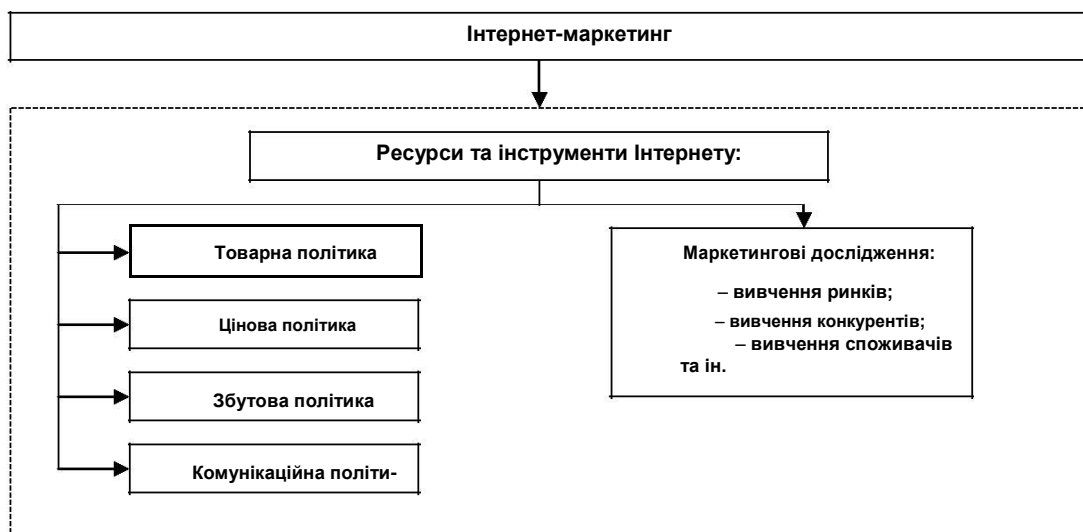 Інтернет-маркетинг
Ресурси та інструменти Інтернету:
Товарна політика
Цінова політика
Збутова політика
Комунікаційна політи-
Маркетингові дослідження:
– вивчення ринків;
– вивчення конкурентів;
– вивчення споживачів
та ін.